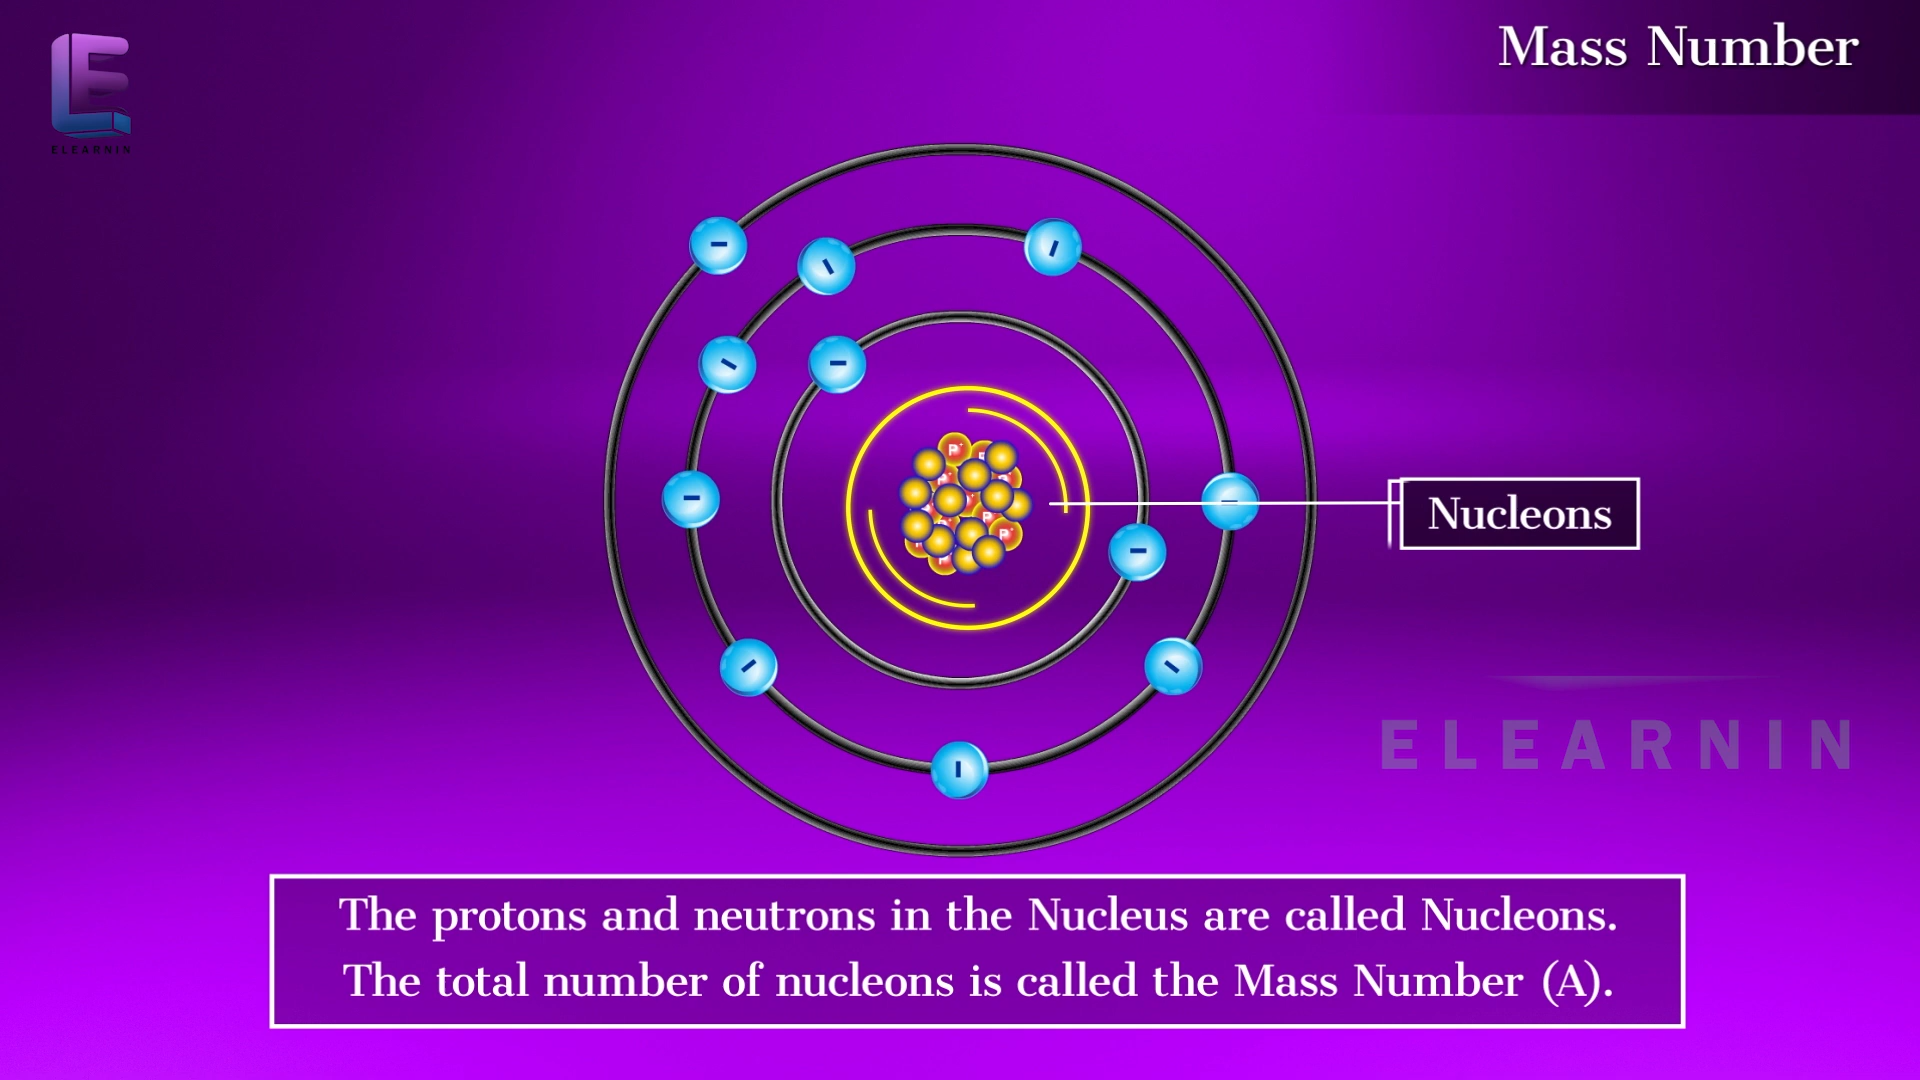 Mass Number
ELEARNIN
P+
P+
P+
Nucleons
ELEARNIN
The protons and neutrons in the Nucleus are called Nucleons.
The total number of nucleons is called the Mass Number (A).